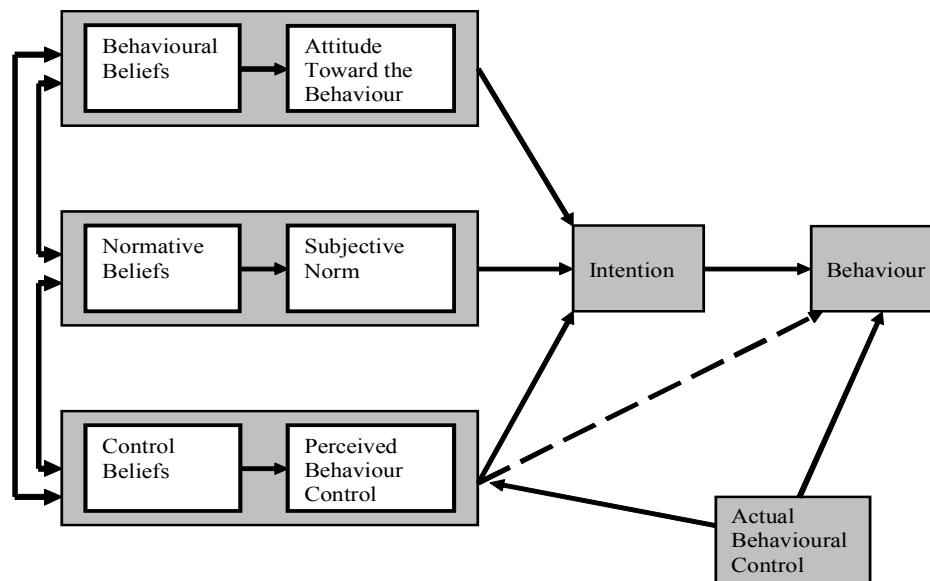 Behavioural
Beliefs
Attitude
Toward the
Behaviour
Normative
Beliefs
Subjective
Norm
Intention
Behaviour
Control
Beliefs
Perceived
Behaviour
Control
Actual
Behavioural
Control